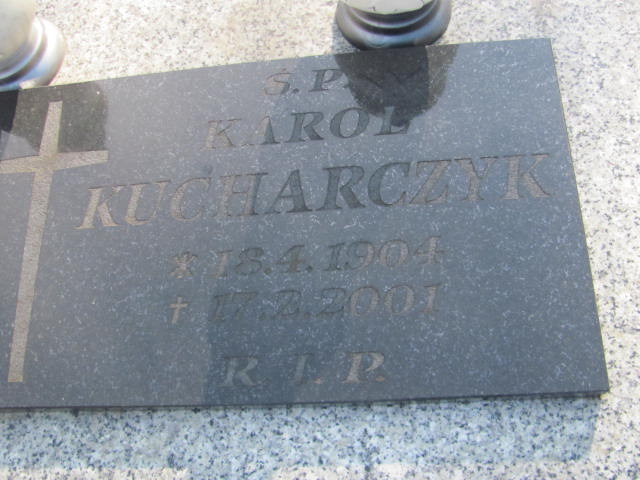 Ś.P.
KAROL
KUCHARCZYK
* 18.4.1904
† 17.2.2001
R.I.P.